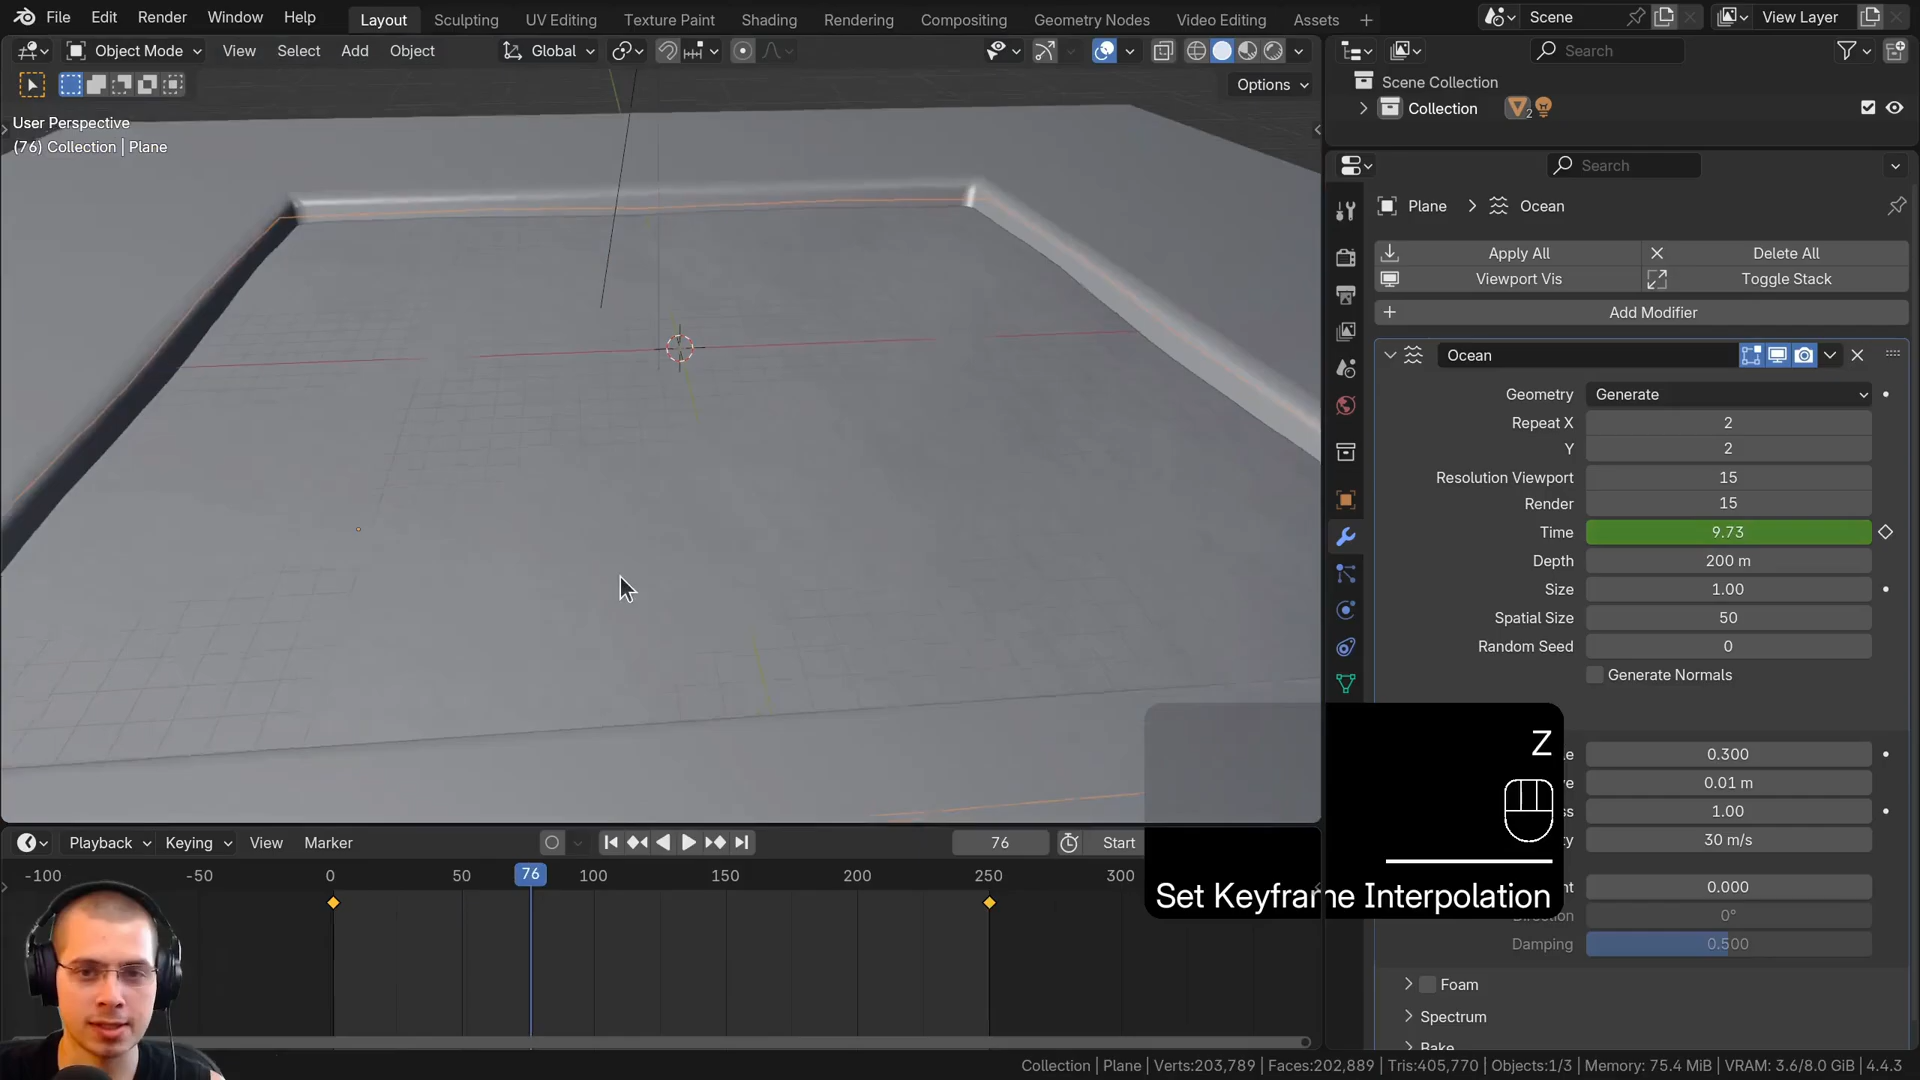 File Edit Render Window Help Layout Sculpting UV Editing Texture Paint Shading Rendering Compositing Geometry Nodes Video Editing Assets + Scene View Layer
Object Mode View Select Add Object Global Search
Options
User Perspective
(76) Collection | Plane
Scene Collection
Collection 2
Search
Plane > Ocean
Apply All Delete All
Viewport Vis Toggle Stack
Add Modifier
Ocean
Geometry Generate
Repeat X 2
Y 2
Resolution Viewport 15
Render 15
Time 9.73
Depth 200 m
Size 1.00
Spatial Size 50
Random Seed 0
Generate Normals
Z
e 0.300
e 0.01 m
s 1.00
y 30 m/s
Set Keyframe Interpolation
nt 0.000
Direction 0°
Damping 0.500
Foam
Spectrum
Bake
Playback Keying View Marker 76 Start
-100 -50 0 50 76 100 150 200 250 300
Collection | Plane | Verts:203,789 | Faces:202,889 | Tris:405,770 | Objects:1/3 | Memory: 75.4 MiB | VRAM: 3.6/8.0 GiB | 4.4.3